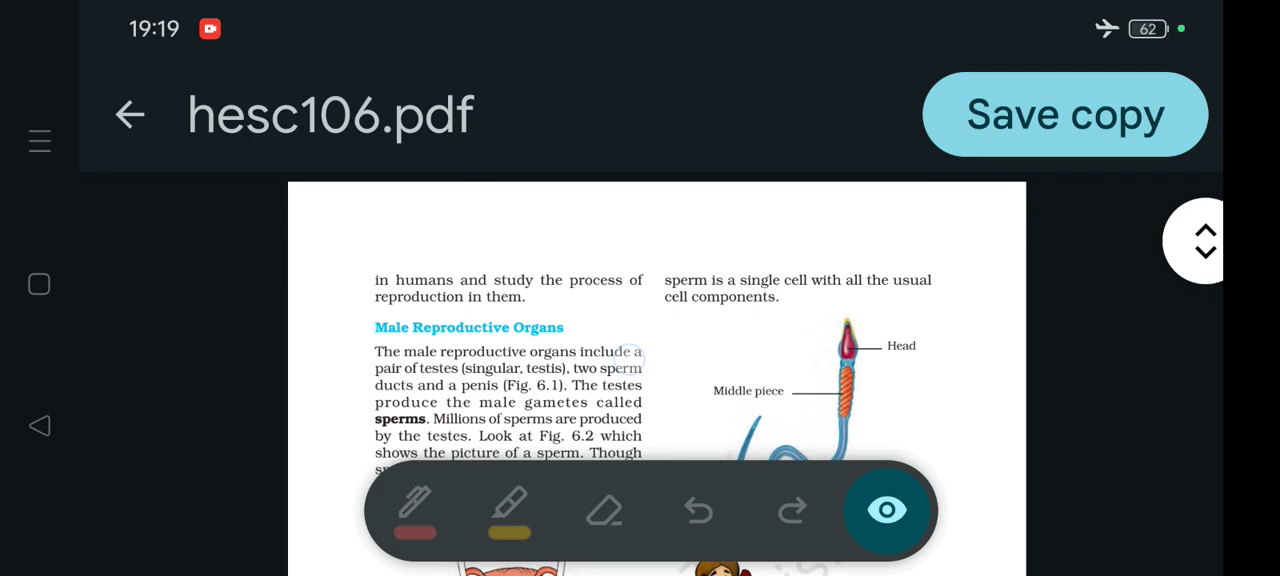 19:19
62
hesc106.pdf
Save copy
in humans and study the process of
reproduction in them.
Male Reproductive Organs
The male reproductive organs include a
pair of testes (singular, testis), two sperm
ducts and a penis (Fig. 6.1). The testes
produce the male gametes called
sperms. Millions of sperms are produced
by the testes. Look at Fig. 6.2 which
shows the picture of a sperm. Though
sperm is a single cell with all the usual
cell components.
Head
Middle piece